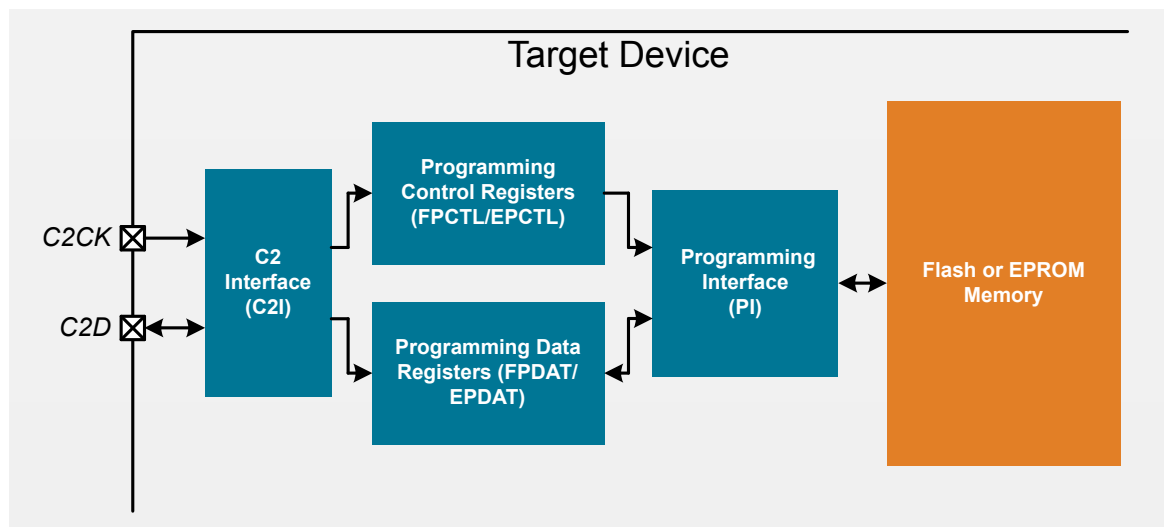 Target Device
C2CK
C2D
C2
Interface
(C2I)
Programming
Control Registers
(FPCTL/EPCTL)
Programming Data
Registers (FPDAT/
EPDAT)
Programming
Interface
(PI)
Flash or EPROM
Memory